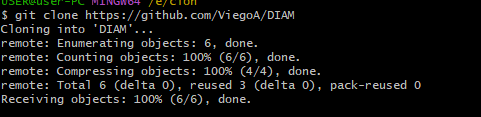 USER@user-PC MINGW64 /e/clon
$ git clone https://github.com/ViegoA/DIAM
Cloning into 'DIAM'...
remote: Enumerating objects: 6, done.
remote: Counting objects: 100% (6/6), done.
remote: Compressing objects: 100% (4/4), done.
remote: Total 6 (delta 0), reused 3 (delta 0), pack-reused 0
Receiving objects: 100% (6/6), done.